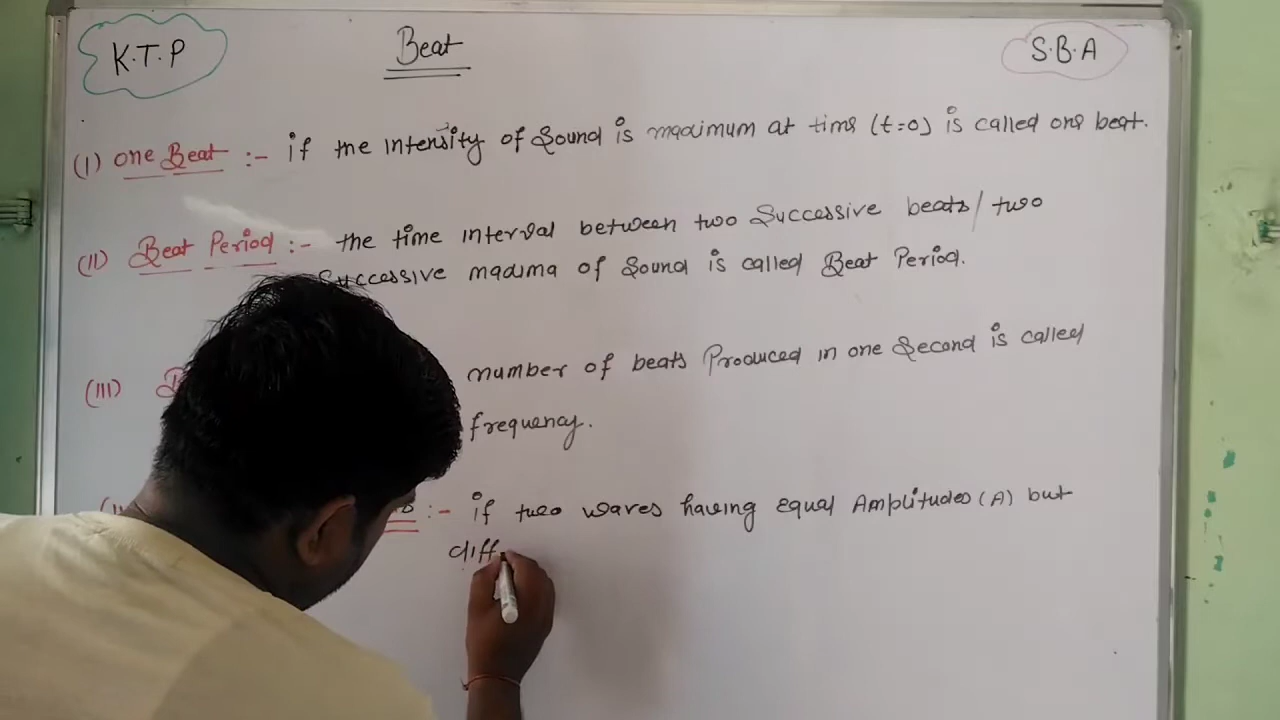 K.T.P
Beat
S.B.A
(I) one Beat :- if the intensity of Sound is maximum at time (t=0) is called one beat.
(II) Beat Period :- the time interval between two Successive beats/ two
Successive maxima of Sound is called Beat Period.
(III) number of beats Produced in one Second is called
frequency.
:- if two waves having equal Amplitudes (A) but
diff